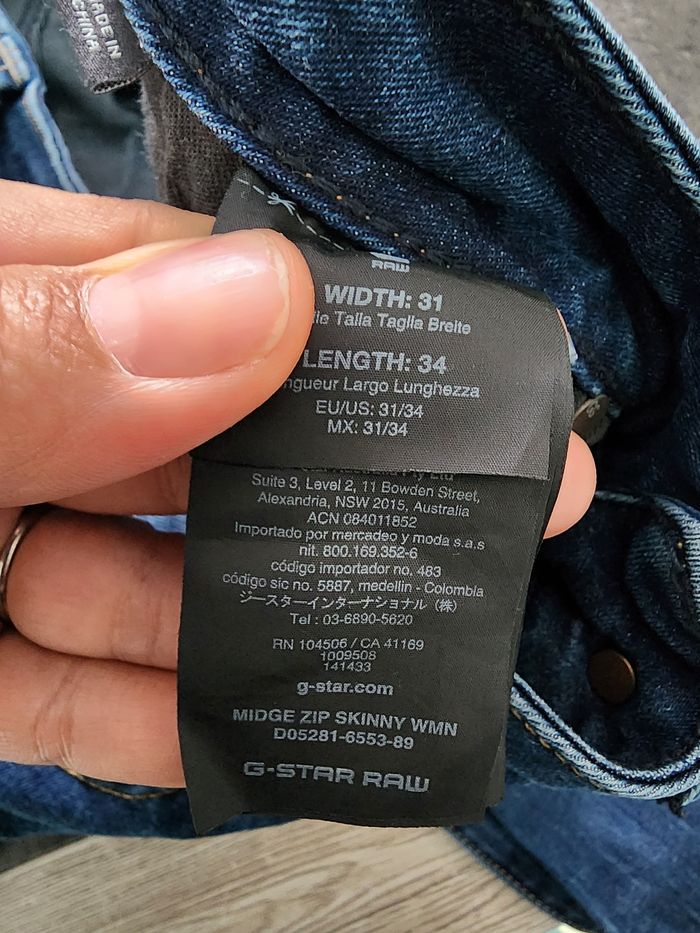 MADE IN
CHINA
RAW
WIDTH: 31
Talla Taglia Breite
LENGTH: 34
Largo Lunghezza
EU/US: 31/34
MX: 31/34
Pty Ltd
Suite 3, Level 2, 11 Bowden Street,
Alexandria, NSW 2015, Australia
ACN 084011852
Importado por mercadeo y moda s.a.s
nit. 800.169.352-6
código importador no. 483
código sic no. 5887, medellin - Colombia
ジースターインターナショナル（株）
Tel : 03-6890-5620
RN 104506 / CA 41169
1009508
141433
g-star.com
MIDGE ZIP SKINNY WMN
D05281-6553-89
G-STAR RAW